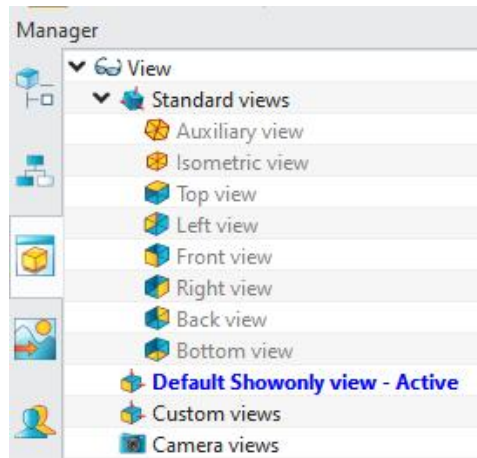 Manager
View
Standard views
Auxiliary view
Isometric view
Top view
Left view
Front view
Right view
Back view
Bottom view
Default Showonly view - Active
Custom views
Camera views